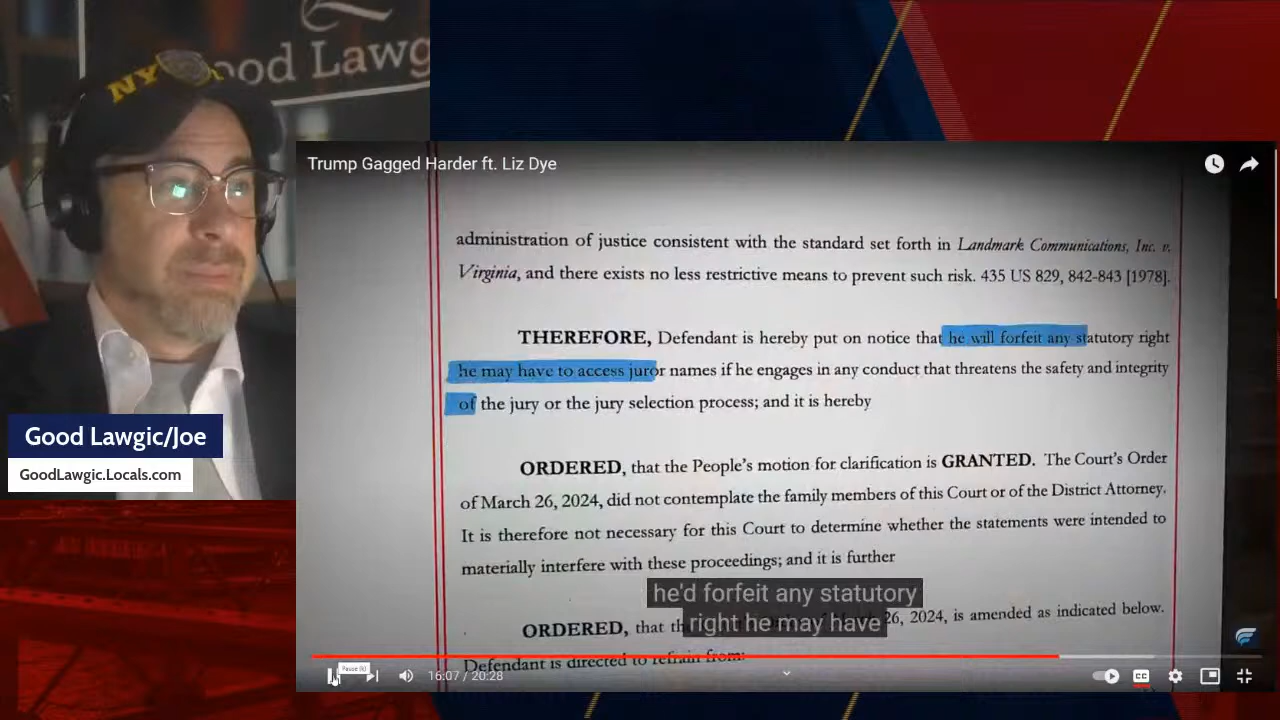 ood Lawg
NY
Trump Gagged Harder ft. Liz Dye
administration of justice consistent with the standard set forth in Landmark Communications, Inc. v.
Virginia, and there exists no less restrictive means to prevent such risk. 435 US 829, 842-843 [1978].
THEREFORE, Defendant is hereby put on notice that he will forfeit any statutory right
he may have to access juror names if he engages in any conduct that threatens the safety and integrity
of the jury or the jury selection process; and it is hereby
Good Lawgic/Joe
GoodLawgic.Locals.com
ORDERED, that the People's motion for clarification is GRANTED. The Court's Order
of March 26, 2024, did not contemplate the family members of this Court or of the District Attorney.
It is therefore not necessary for this Court to determine whether the statements were intended to
materially interfere with these proceedings; and it is further
he'd forfeit any statutory
right he may have
ORDERED, that th 26, 2024, is amended as indicated below.
Defendant is directed to refrain from:
Pause (k)
16:07 / 20:28
CC